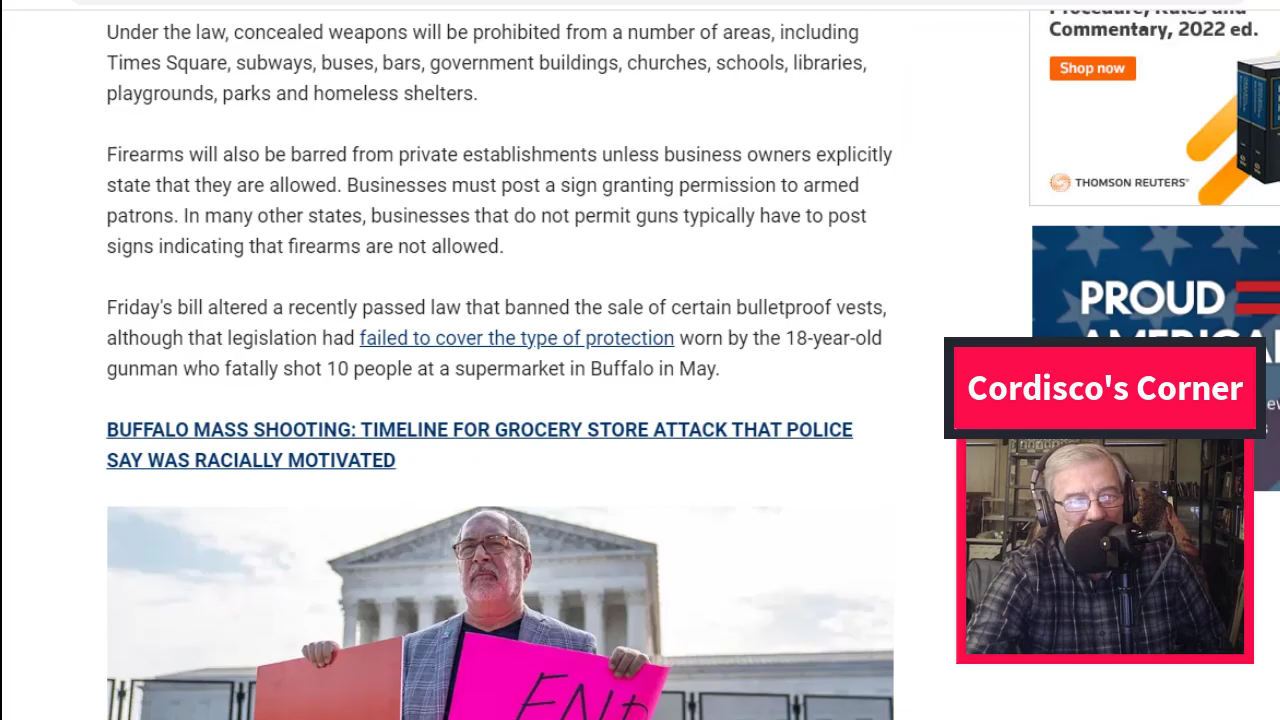 Under the law, concealed weapons will be prohibited from a number of areas, including
Times Square, subways, buses, bars, government buildings, churches, schools, libraries,
playgrounds, parks and homeless shelters.
Firearms will also be barred from private establishments unless business owners explicitly
state that they are allowed. Businesses must post a sign granting permission to armed
patrons. In many other states, businesses that do not permit guns typically have to post
signs indicating that firearms are not allowed.
Friday's bill altered a recently passed law that banned the sale of certain bulletproof vests,
although that legislation had failed to cover the type of protection worn by the 18-year-old
gunman who fatally shot 10 people at a supermarket in Buffalo in May.
BUFFALO MASS SHOOTING: TIMELINE FOR GROCERY STORE ATTACK THAT POLICE
SAY WAS RACIALLY MOTIVATED
END
Procedure, Rules and
Commentary, 2022 ed.
Shop now
THOMSON REUTERS®
PROUD
Cordisco's Corner